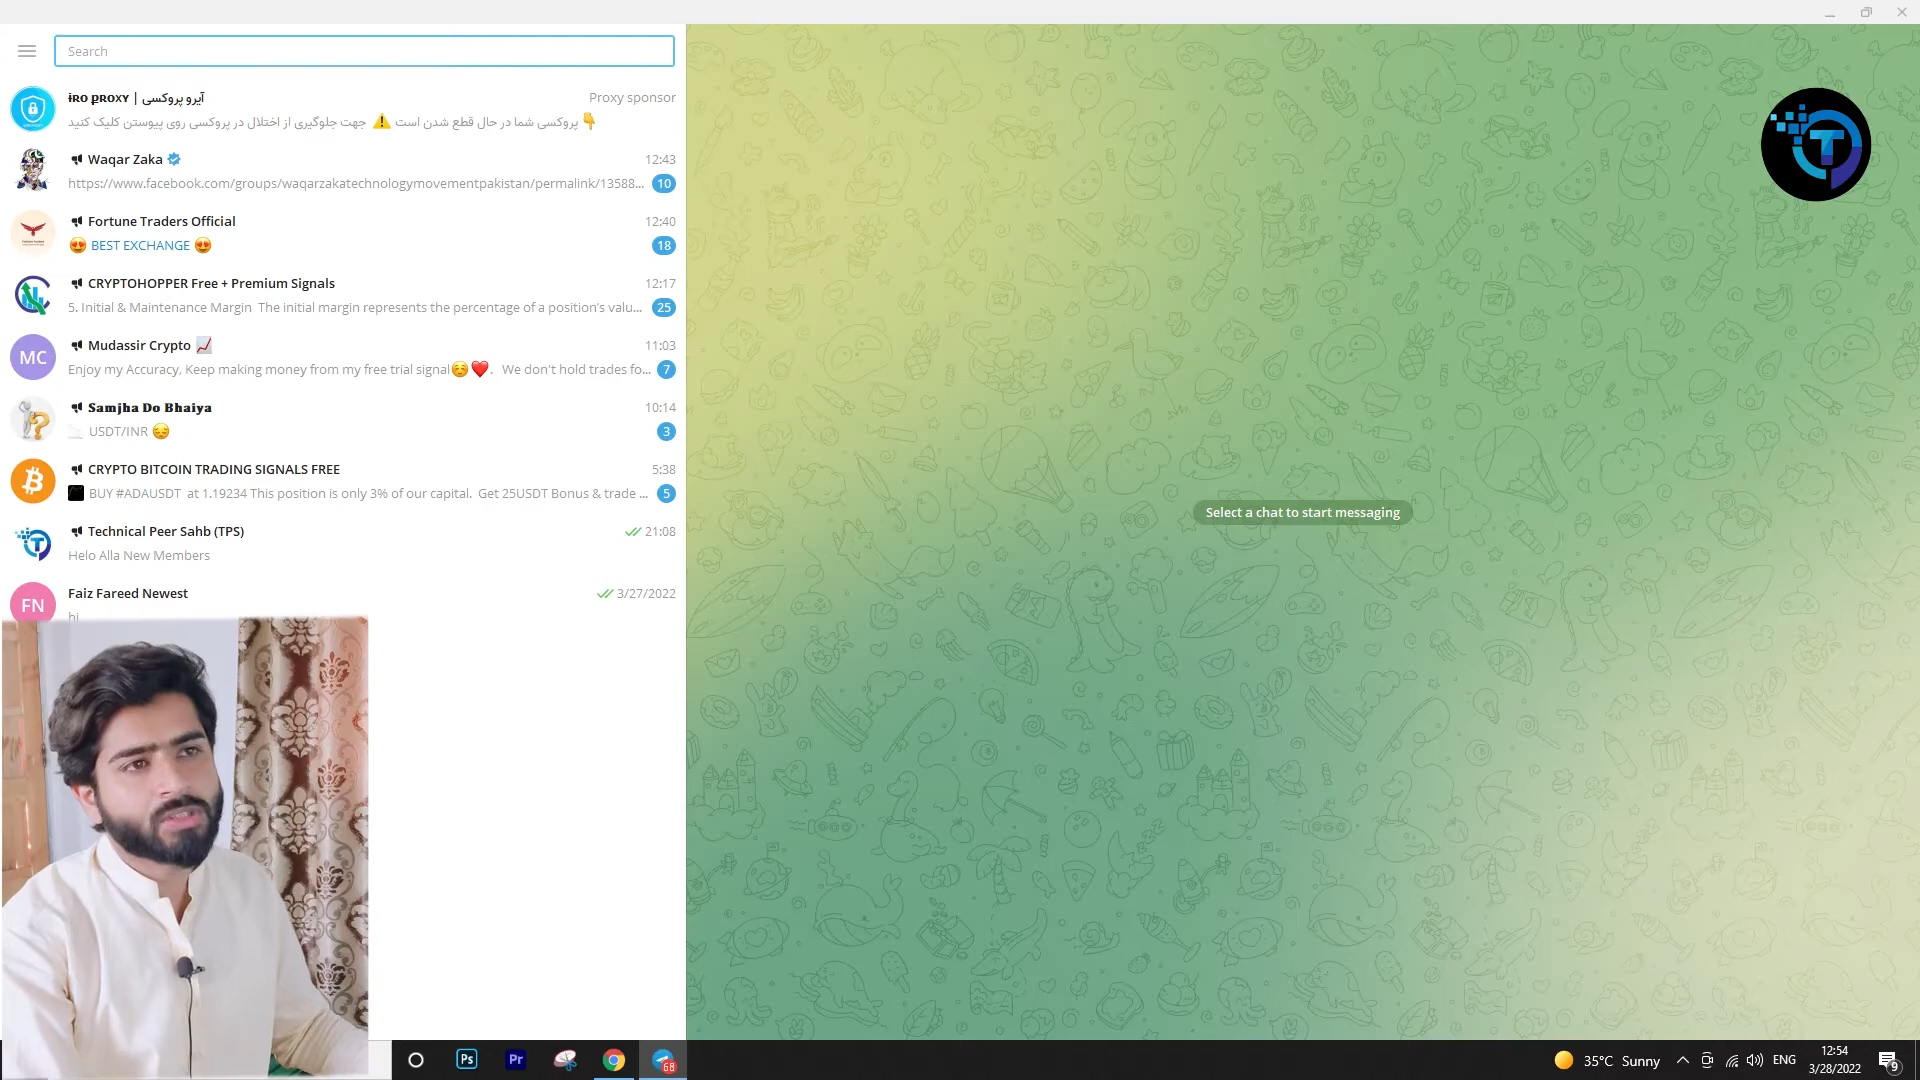 Search
ɨʀᴏ ᴘʀᴏxʏ | آیرو پروکسی
Proxy sponsor
پروکسی شما در حال قطع شدن است ⚠️ جهت جلوگیری از اختلال در پروکسی روی پیوستن کلیک کنید 👇
Waqar Zaka
12:43
https://www.facebook.com/groups/waqarzakatechnologymovementpakistan/permalink/13588...
10
Fortune Traders Official
12:40
😍 BEST EXCHANGE 😍
18
CRYPTOHOPPER Free + Premium Signals
12:17
5. Initial & Maintenance Margin The initial margin represents the percentage of a position's valu...
25
MC
Mudassir Crypto 📈
11:03
Enjoy my Accuracy, Keep making money from my free trial signal☺️❤️. We don't hold trades fo...
7
𝐒𝐚𝐦𝐣𝐡𝐚 𝐃𝐨 𝐁𝐡𝐚𝐢𝐲𝐚
10:14
USDT/INR 😔
3
CRYPTO BITCOIN TRADING SIGNALS FREE
5:38
BUY #ADAUSDT at 1.19234 This position is only 3% of our capital. Get 25USDT Bonus & trade ...
5
Technical Peer Sahb (TPS)
21:08
Helo Alla New Members
FN
Faiz Fareed Newest
3/27/2022
hi
Select a chat to start messaging
T
Ps
Pr
68
35°C Sunny
ENG
12:54
3/28/2022
9